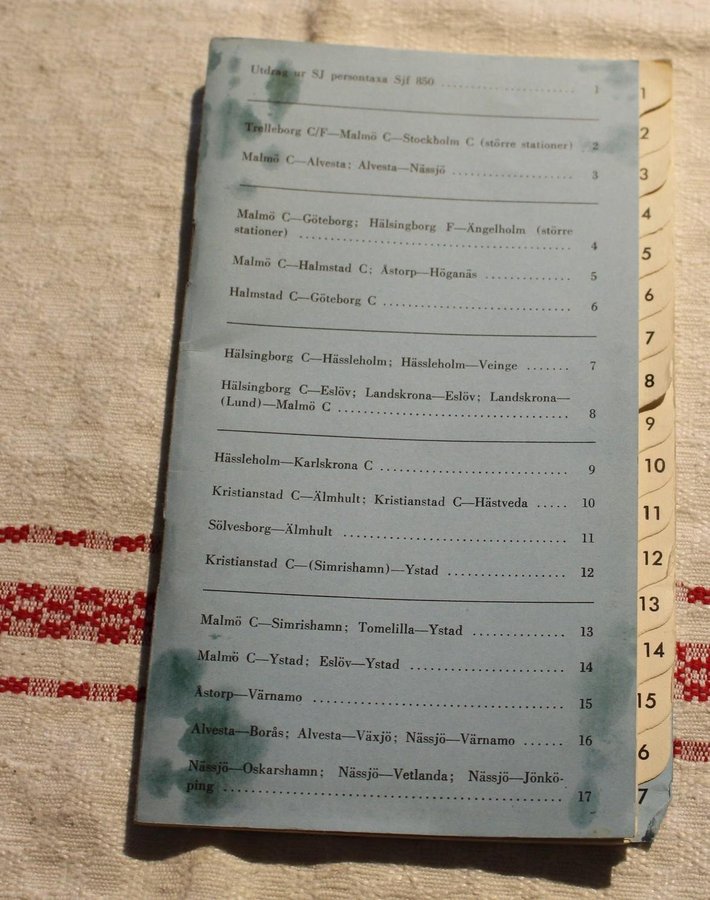 Utdrag ur SJ persontaxa Sjf 850 .......................... 1
Trelleborg C/F—Malmö C—Stockholm C (större stationer) . 2
Malmö C—Alvesta; Alvesta—Nässjö .................... 3
Malmö C—Göteborg; Hälsingborg F—Ängelholm (större
stationer) .......................................... 4
Malmö C—Halmstad C; Åstorp—Höganäs .............. 5
Halmstad C—Göteborg C .............................. 6
Hälsingborg C—Hässleholm; Hässleholm—Veinge ....... 7
Hälsingborg C—Eslöv; Landskrona—Eslöv; Landskrona—
(Lund)—Malmö C .................................... 8
Hässleholm—Karlskrona C ............................ 9
Kristianstad C—Älmhult; Kristianstad C—Hästveda ..... 10
Sölvesborg—Älmhult .................................. 11
Kristianstad C—(Simrishamn)—Ystad .................. 12
Malmö C—Simrishamn; Tomelilla—Ystad .............. 13
Malmö C—Ystad; Eslöv—Ystad ........................ 14
Åstorp—Värnamo .................................... 15
Alvesta—Borås; Alvesta—Växjö; Nässjö—Värnamo ...... 16
Nässjö—Oskarshamn; Nässjö—Vetlanda; Nässjö—Jönkö-
ping .................................................. 17
1
2
3
4
5
6
7
8
9
10
11
12
13
14
15
6
7